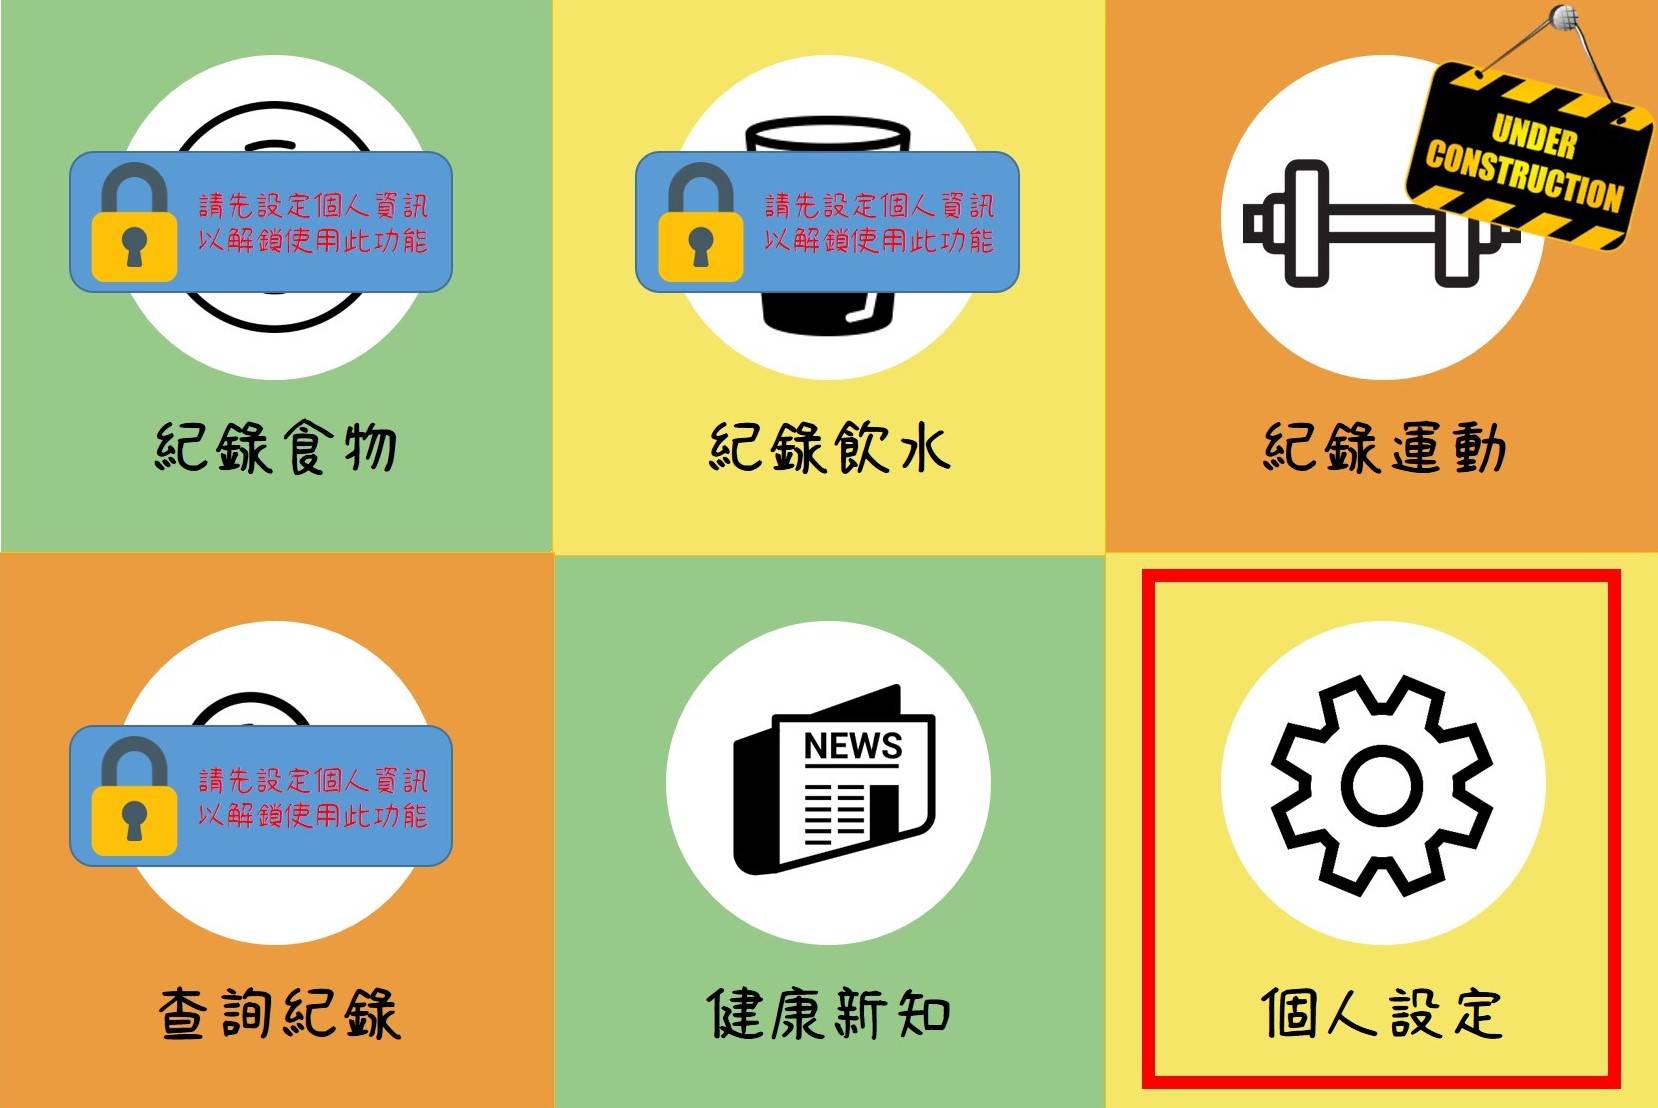 請先設定個人資訊
以解鎖使用此功能
紀錄食物
請先設定個人資訊
以解鎖使用此功能
紀錄飲水
UNDER
CONSTRUCTION
紀錄運動
請先設定個人資訊
以解鎖使用此功能
查詢紀錄
NEWS
健康新知
個人設定